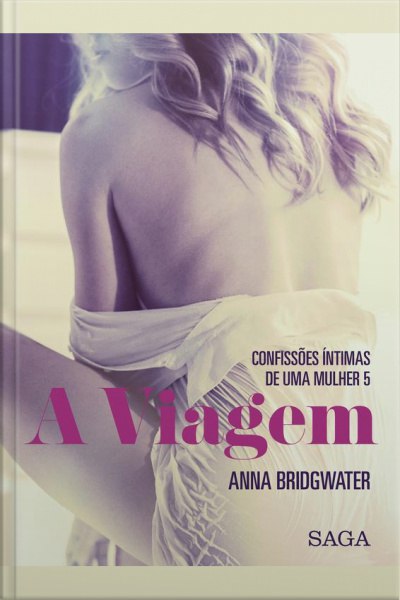 CONFISSÕES ÍNTIMAS
DE UMA MULHER 5
A Viagem
ANNA BRIDGWATER
SAGA